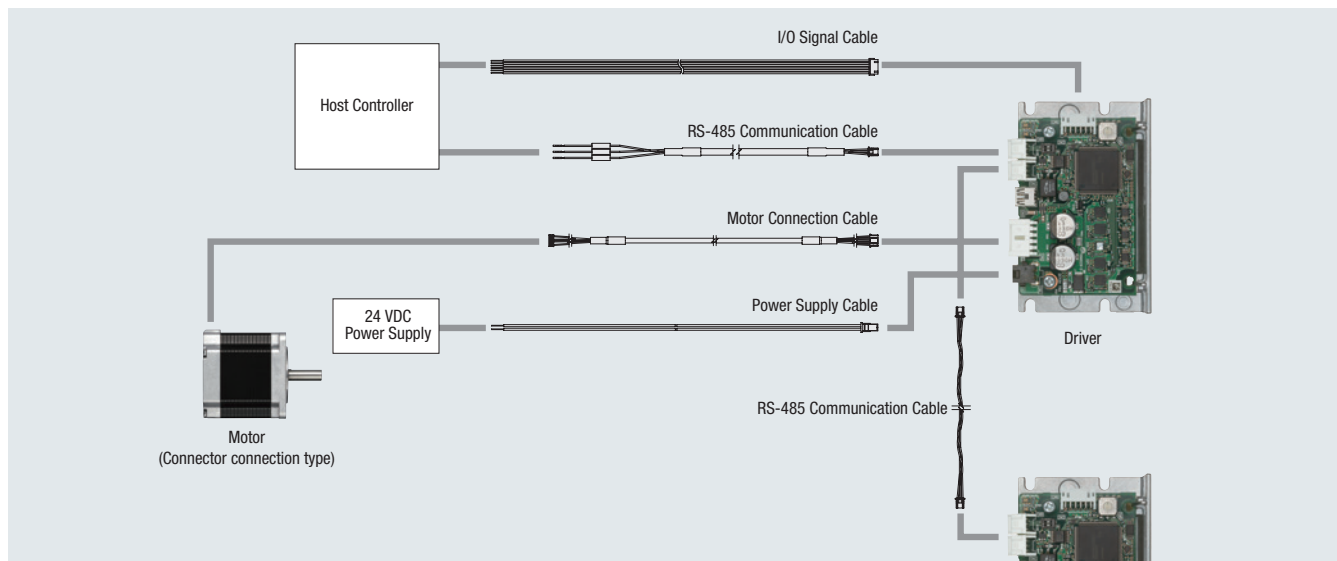 I/O Signal Cable
Host Controller
RS-485 Communication Cable
Motor Connection Cable
Power Supply Cable
24 VDC
Power Supply
Driver
RS-485 Communication Cable
Motor
(Connector connection type)